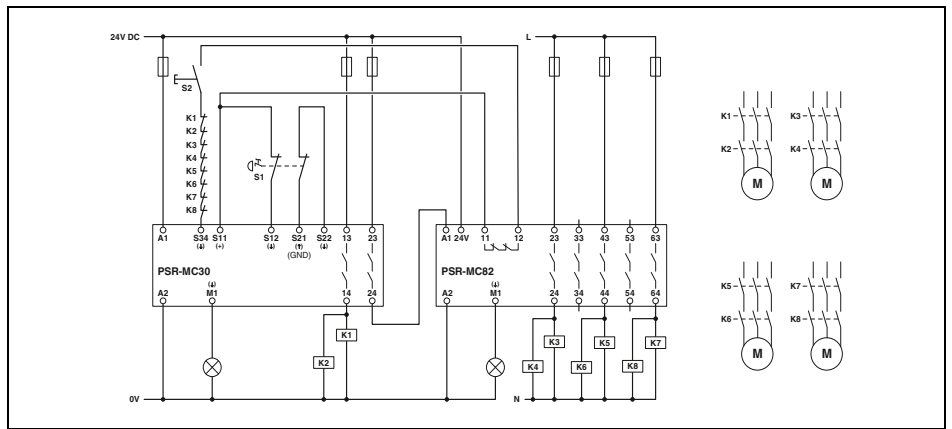 24V DC
L
S2
K1
K2
K3
K4
K5
K6
K7
K8
S1
A1 S34 S11 S12 S21 S22 13 23
(↓) (+) (↓) (↑) (↓)
(GND)
PSR-MC30
(↓)
A2 M1 14 24
K1
K2
0V
A1 24V 11 12 23 33 43 53 63
PSR-MC82
(↓)
A2 M1 24 34 44 54 64
K3 K5 K7
K4 K6 K8
N
K1 K3
K2 K4
M M
K5 K7
K6 K8
M M